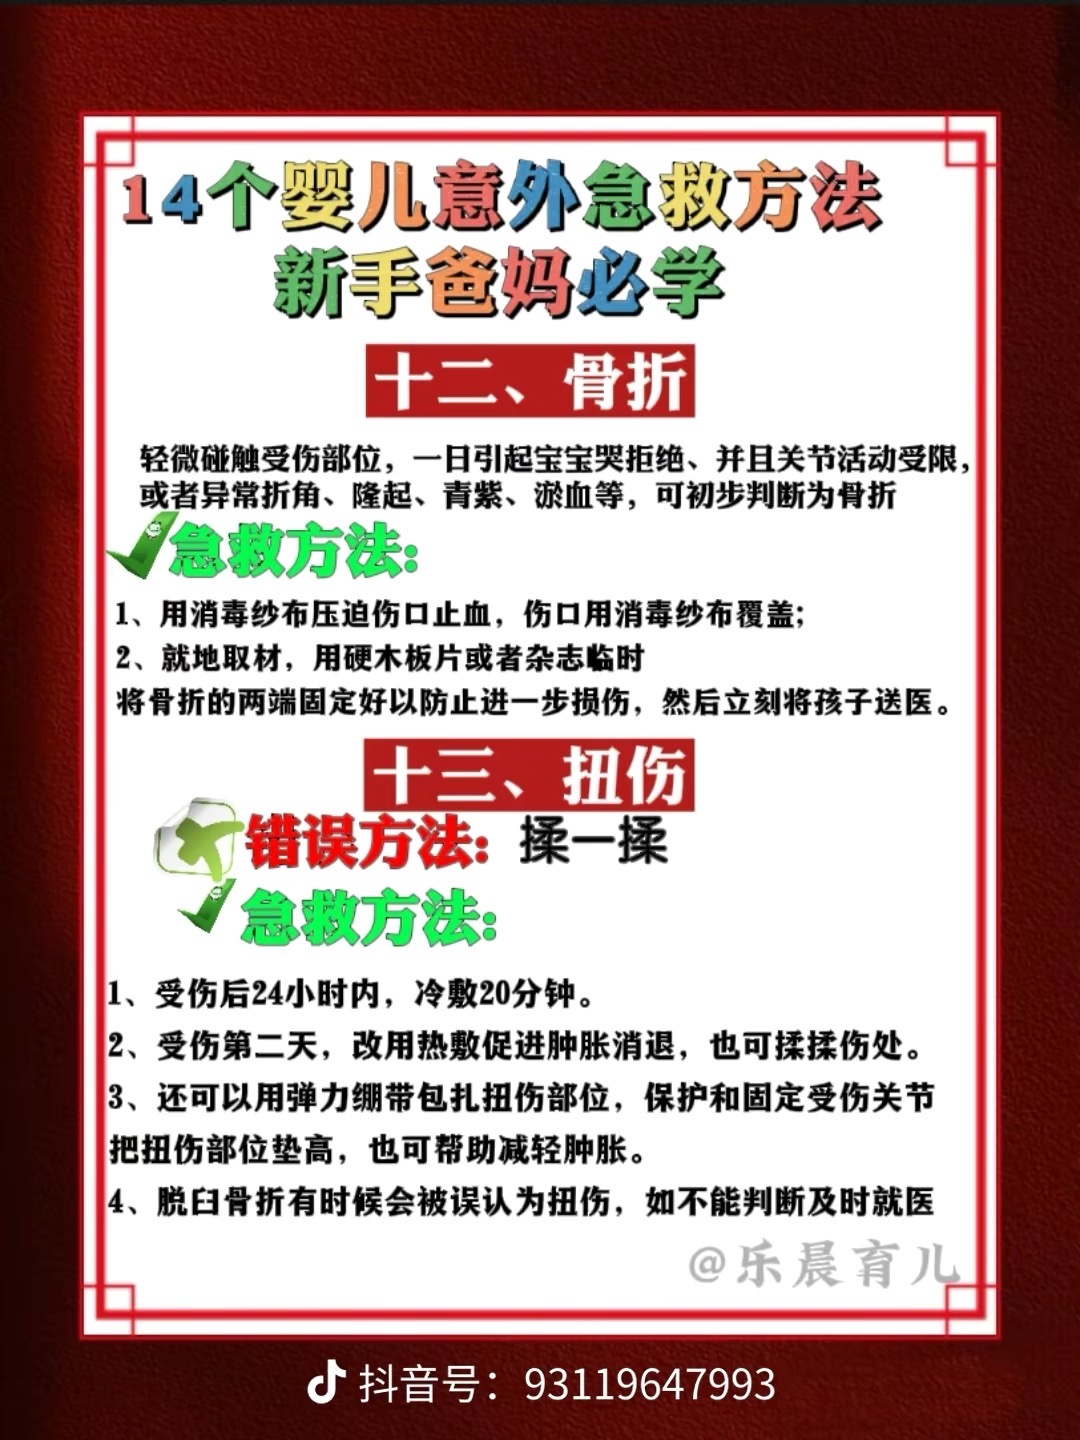 14个婴儿意外急救方法
新手爸妈必学
十二、骨折
轻微碰触受伤部位，一日引起宝宝哭拒绝、并且关节活动受限，
或者异常折角、隆起、青紫、淤血等，可初步判断为骨折
急救方法:
1、用消毒纱布压迫伤口止血，伤口用消毒纱布覆盖;
2、就地取材，用硬木板片或者杂志临时
将骨折的两端固定好以防止进一步损伤，然后立刻将孩子送医。
十三、扭伤
错误方法: 揉一揉
急救方法:
1、受伤后24小时内，冷敷20分钟。
2、受伤第二天，改用热敷促进肿胀消退，也可揉揉伤处。
3、还可以用弹力绷带包扎扭伤部位，保护和固定受伤关节
把扭伤部位垫高，也可帮助减轻肿胀。
4、脱臼骨折有时候会被误认为扭伤，如不能判断及时就医
@乐晨育儿
抖音号：93119647993